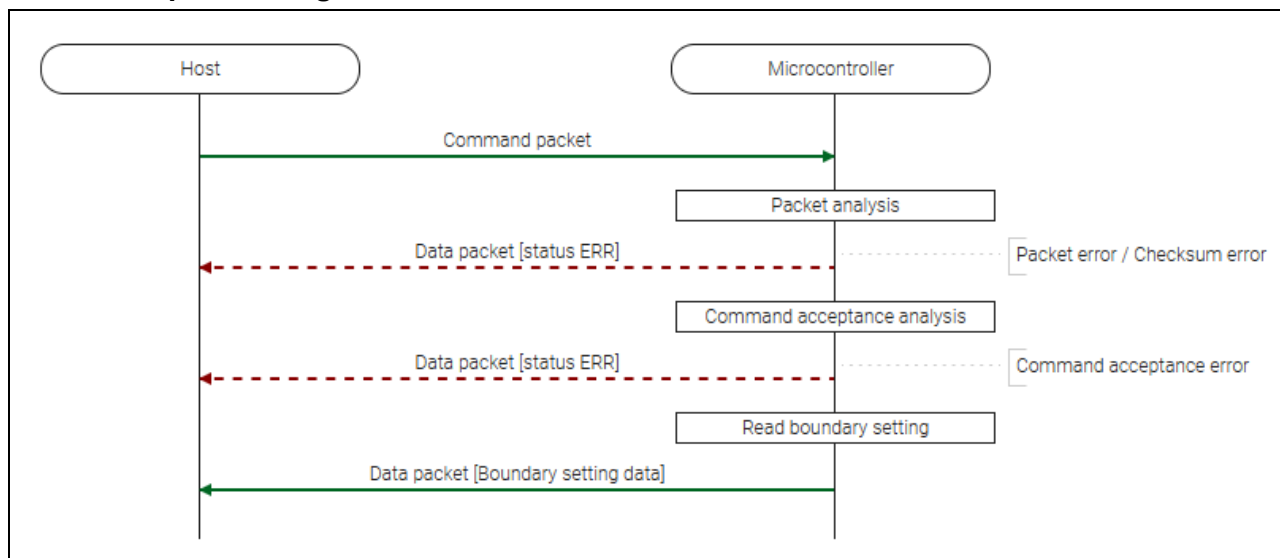 Host
Microcontroller
Command packet
Packet analysis
Data packet [status ERR]
Packet error / Checksum error
Command acceptance analysis
Data packet [status ERR]
Command acceptance error
Read boundary setting
Data packet [Boundary setting data]